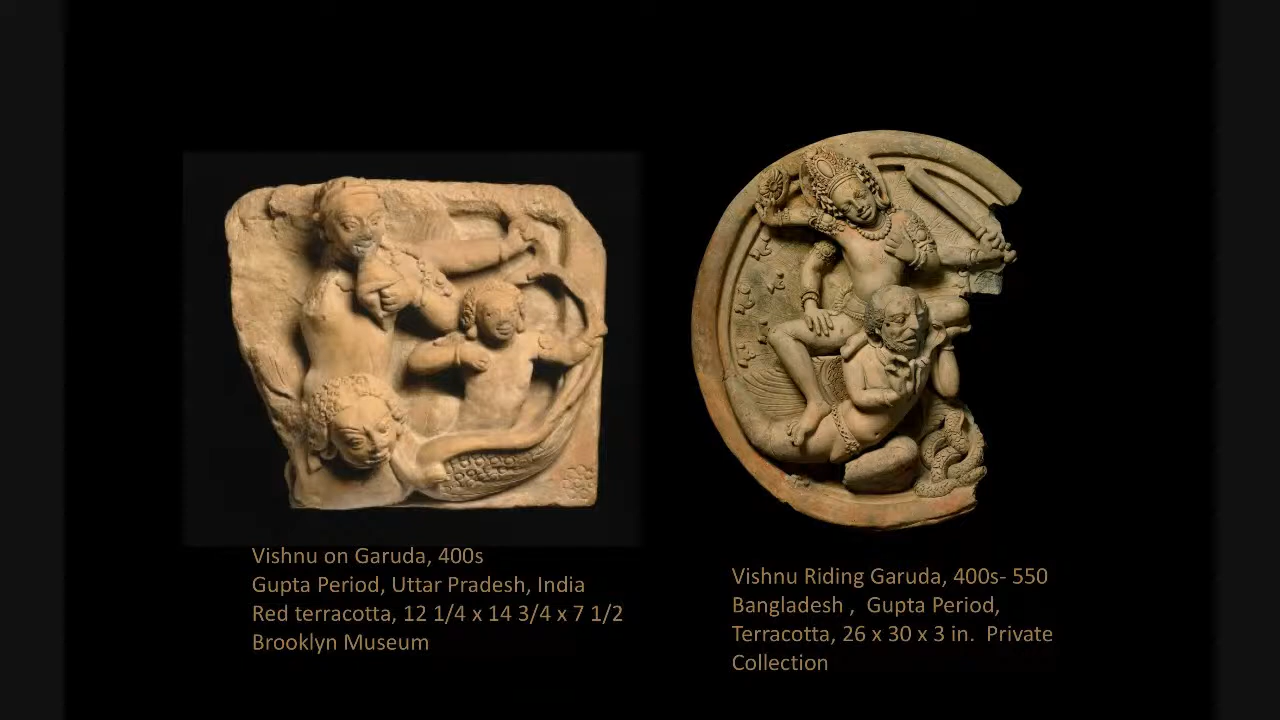 Vishnu on Garuda, 400s
Gupta Period, Uttar Pradesh, India
Red terracotta, 12 1/4 x 14 3/4 x 7 1/2
Brooklyn Museum
Vishnu Riding Garuda, 400s- 550
Bangladesh ,  Gupta Period,
Terracotta, 26 x 30 x 3 in.  Private
Collection